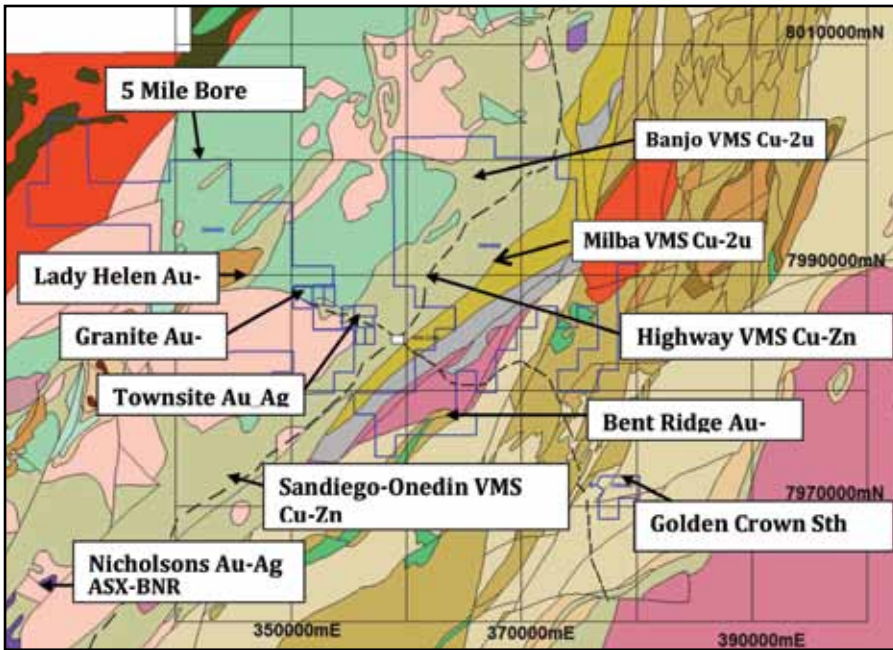 8010000mN
5 Mile Bore
Banjo VMS Cu-2u
Milba VMS Cu-2u
7990000mN
Lady Helen Au-
Granite Au-
Highway VMS Cu-Zn
Townsite Au_Ag
Bent Ridge Au-
Sandiego-Onedin VMS
Cu-Zn
7970000mN
Golden Crown Sth
Nicholsons Au-Ag
ASX-BNR
350000mE
370000mE
390000mE